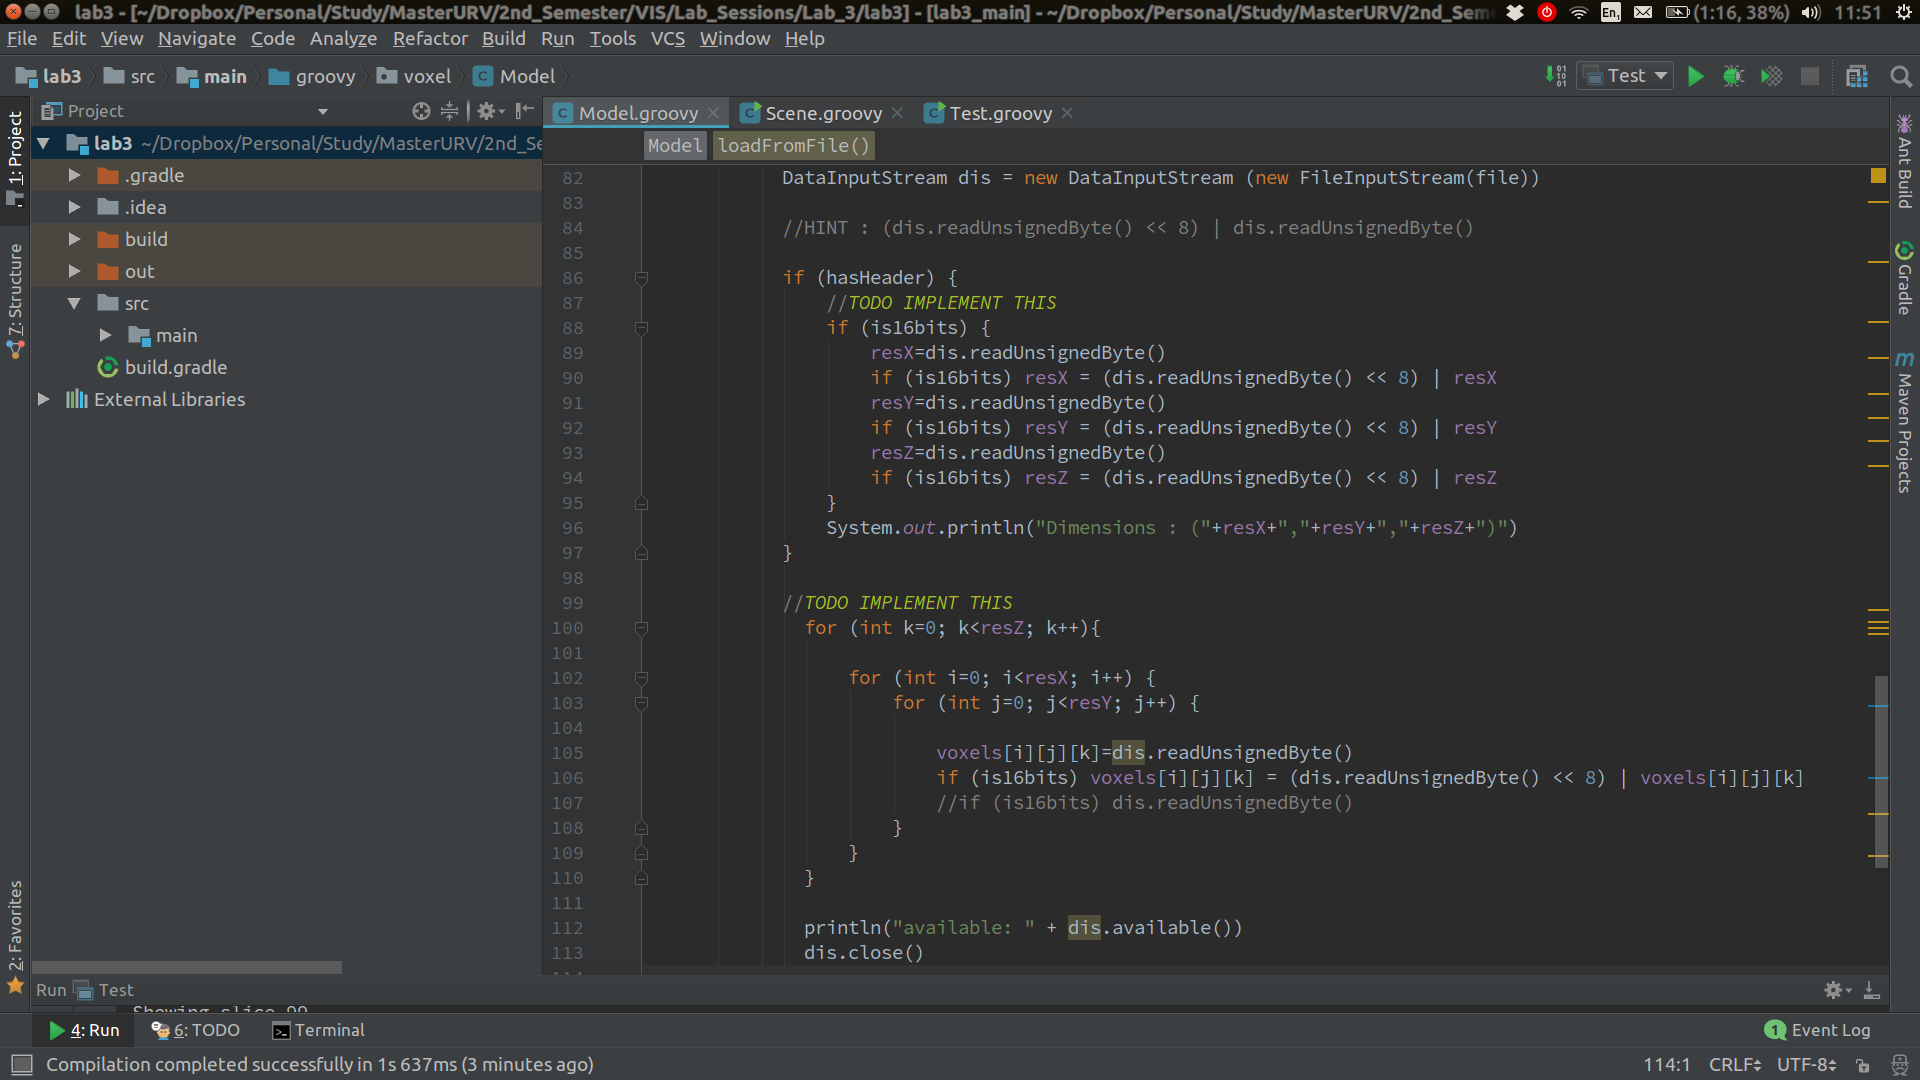 lab3 - [~/Dropbox/Personal/Study/MasterURV/2nd_Semester/VIS/Lab_Sessions/Lab_3/lab3] - [lab3_main] - ~/Dropbox/Personal/Study/MasterURV/2nd_Sem
En1
(1:16, 38%)
11:51
File Edit View Navigate Code Analyze Refactor Build Run Tools VCS Window Help
lab3 src main groovy voxel Model
Test
Project
Model.groovy Scene.groovy Test.groovy
lab3 ~/Dropbox/Personal/Study/MasterURV/2nd_Se
.gradle
.idea
build
out
src
main
build.gradle
External Libraries
1: Project
7: Structure
2: Favorites
Model loadFromFile()
82 DataInputStream dis = new DataInputStream (new FileInputStream(file))
83
84 //HINT : (dis.readUnsignedByte() << 8) | dis.readUnsignedByte()
85
86 if (hasHeader) {
87 //TODO IMPLEMENT THIS
88 if (is16bits) {
89 resX=dis.readUnsignedByte()
90 if (is16bits) resX = (dis.readUnsignedByte() << 8) | resX
91 resY=dis.readUnsignedByte()
92 if (is16bits) resY = (dis.readUnsignedByte() << 8) | resY
93 resZ=dis.readUnsignedByte()
94 if (is16bits) resZ = (dis.readUnsignedByte() << 8) | resZ
95 }
96 System.out.println("Dimensions : ("+resX+","+resY+","+resZ+")")
97 }
98
99 //TODO IMPLEMENT THIS
100 for (int k=0; k<resZ; k++){
101
102 for (int i=0; i<resX; i++) {
103 for (int j=0; j<resY; j++) {
104
105 voxels[i][j][k]=dis.readUnsignedByte()
106 if (is16bits) voxels[i][j][k] = (dis.readUnsignedByte() << 8) | voxels[i][j][k]
107 //if (is16bits) dis.readUnsignedByte()
108 }
109 }
110 }
111
112 println("available: " + dis.available())
113 dis.close()
114
Ant Build
Gradle
m Maven Projects
Run Test
Showing slice 99
4: Run 6: TODO Terminal
1 Event Log
Compilation completed successfully in 1s 637ms (3 minutes ago)
114:1 CRLF UTF-8